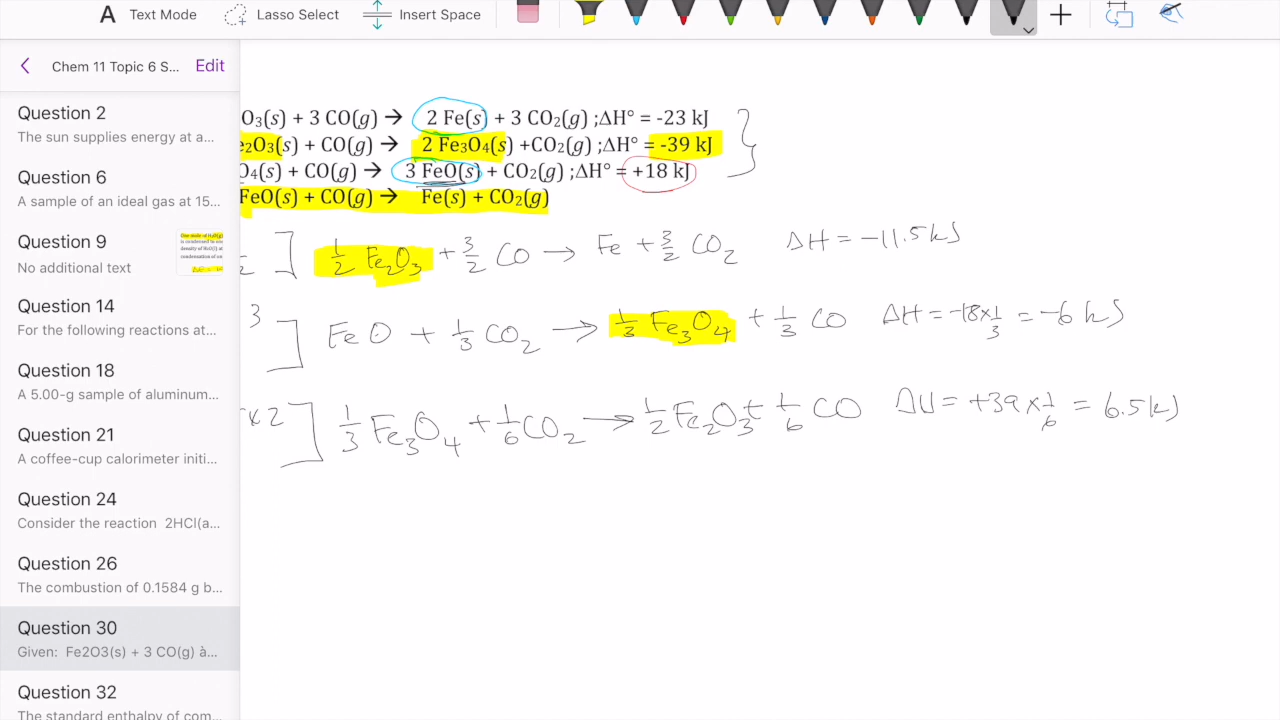 A Text Mode Lasso Select Insert Space
Chem 11 Topic 6 S... Edit
Question 2
The sun supplies energy at a...
Question 6
A sample of an ideal gas at 15...
Question 9
No additional text
Question 14
For the following reactions at...
Question 18
A 5.00-g sample of aluminum...
Question 21
A coffee-cup calorimeter initi...
Question 24
Consider the reaction 2HCl(a...
Question 26
The combustion of 0.1584 g b...
Question 30
Given: Fe2O3(s) + 3 CO(g) à...
Question 32
The standard enthalpy of com...
O₃(s) + 3 CO(g) → 2 Fe(s) + 3 CO₂(g) ;ΔH° = -23 kJ
e₂O₃(s) + CO(g) → 2 Fe₃O₄(s) +CO₂(g) ;ΔH° = -39 kJ
O₄(s) + CO(g) → 3 FeO(s) + CO₂(g) ;ΔH° = +18 kJ
FeO(s) + CO(g) → Fe(s) + CO₂(g)
2 ] ½ Fe₂O₃ + 3/2 CO → Fe + 3/2 CO₂ ΔH = -11.5 kJ
3 ] FeO + 1/3 CO₂ → 1/3 Fe₃O₄ + 1/3 CO ΔH = -18 × 1/3 = -6 kJ
x2 ] 1/3 Fe₃O₄ + 1/6 CO₂ → 1/2 Fe₂O₃ + 1/6 CO ΔH = +39 × 1/6 = 6.5 kJ